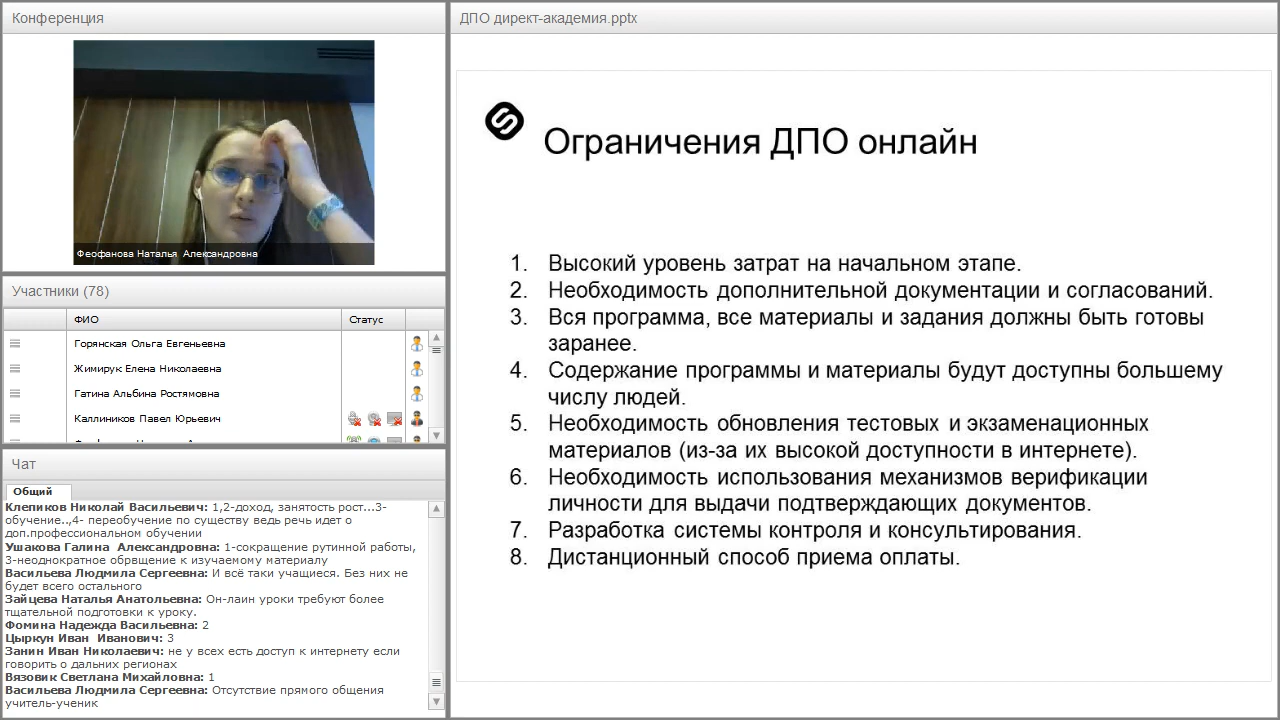 Конференция
Феофанова Наталья Александровна
Участники (78)
ФИО
Статус
Горянская Ольга Евгеньевна
Жимирук Елена Николаевна
Гатина Альбина Ростямовна
Каллиников Павел Юрьевич
Чат
Общий
Клепиков Николай Васильевич: 1,2-доход, занятость рост...3-
обучение..,4- переобучение по существу ведь речь идет о
доп.профессиональном обучении
Ушакова Галина Александровна: 1-сокращение рутинной работы,
3-неоднократное обрвщение к изучаемому материалу
Васильева Людмила Сергеевна: И всё таки учащиеся. Без них не
будет всего остального
Зайцева Наталья Анатольевна: Он-лаин уроки требуют более
тщательной подготовки к уроку.
Фомина Надежда Васильевна: 2
Цыркун Иван Иванович: 3
Занин Иван Николаевич: не у всех есть доступ к интернету если
говорить о дальних регионах
Вязовик Светлана Михайловна: 1
Васильева Людмила Сергеевна: Отсутствие прямого общения
учитель-ученик
ДПО директ-академия.pptx
Ограничения ДПО онлайн
1. Высокий уровень затрат на начальном этапе.
2. Необходимость дополнительной документации и согласований.
3. Вся программа, все материалы и задания должны быть готовы
заранее.
4. Содержание программы и материалы будут доступны большему
числу людей.
5. Необходимость обновления тестовых и экзаменационных
материалов (из-за их высокой доступности в интернете).
6. Необходимость использования механизмов верификации
личности для выдачи подтверждающих документов.
7. Разработка системы контроля и консультирования.
8. Дистанционный способ приема оплаты.